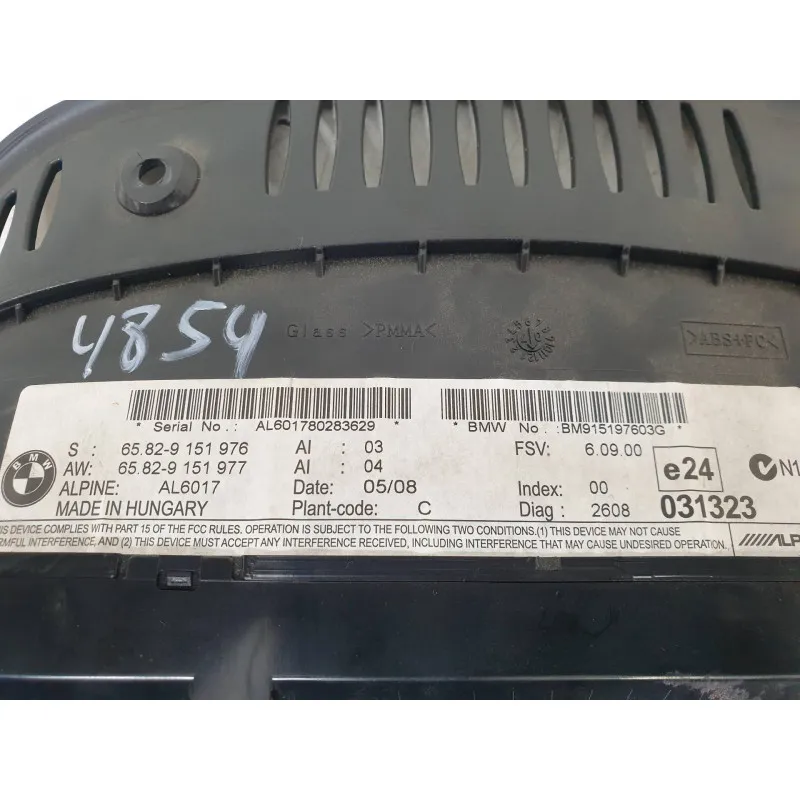 4854
Glass >PMMA<
>ABS+PC<
* Serial No. : AL601780283629 *
* BMW No : BM915197603G *
BMW
S : 65.82-9 151 976 AI : 03 FSV: 6.09.00
AW: 65.82-9 151 977 AI : 04
ALPINE: AL6017 Date: 05/08 Index: 00
MADE IN HUNGARY Plant-code: C Diag : 2608
e24
031323
N1
THIS DEVICE COMPLIES WITH PART 15 OF THE FCC RULES. OPERATION IS SUBJECT TO THE FOLLOWING TWO CONDITIONS.(1) THIS DEVICE MAY NOT CAUSE
RMFUL INTERFERENCE, AND (2) THIS DEVICE MUST ACCEPT ANY INTERFERENCE RECEIVED, INCLUDING INTERFERENCE THAT MAY CAUSE UNDESIRED OPERATION.
ALP